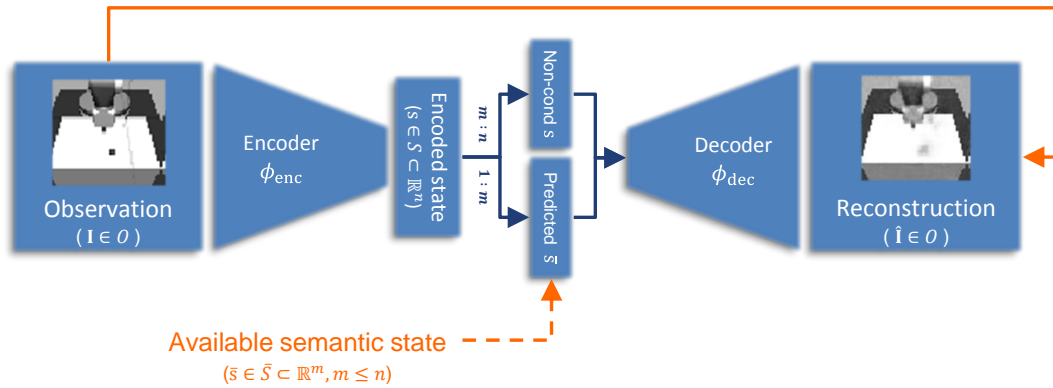 Observation
( I ∈ O )
Encoder
ϕenc
Encoded state
(s ∈ S ⊂ ℝⁿ)
m : n
1 : m
Non-cond s
Predicted s̄
Decoder
ϕdec
Reconstruction
( Î ∈ O )
Available semantic state
(s̄ ∈ S̄ ⊂ ℝᵐ, m ≤ n)